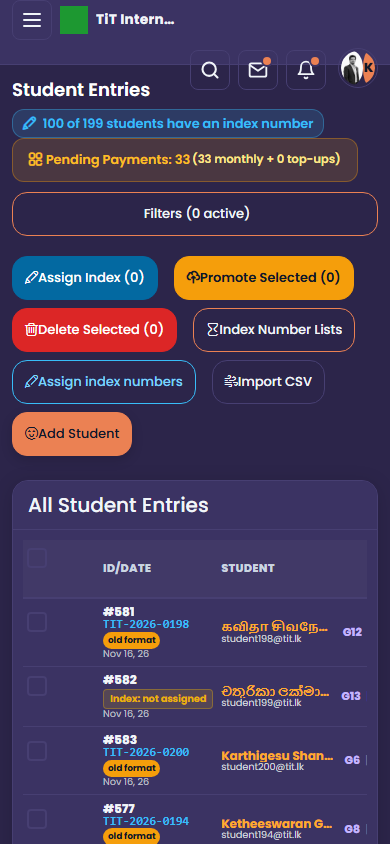 TiT Intern...
K
Student Entries
100 of 199 students have an index number
Pending Payments: 33 (33 monthly + 0 top-ups)
Filters (0 active)
Assign Index (0)
Promote Selected (0)
Delete Selected (0)
Index Number Lists
Assign index numbers
Import CSV
Add Student
All Student Entries
ID/DATE STUDENT
#581
TIT-2026-0198
கவிதா சிவநே...
G12
old format
student198@tit.lk
Nov 16, 26
#582
චතුරිකා කේමා...
G13
Index: not assigned
student199@tit.lk
Nov 16, 26
#583
TIT-2026-0200
Karthigesu Shan...
G6
old format
student200@tit.lk
Nov 16, 26
#577
TIT-2026-0194
Ketheeswaran G...
G8
old format
student194@tit.lk